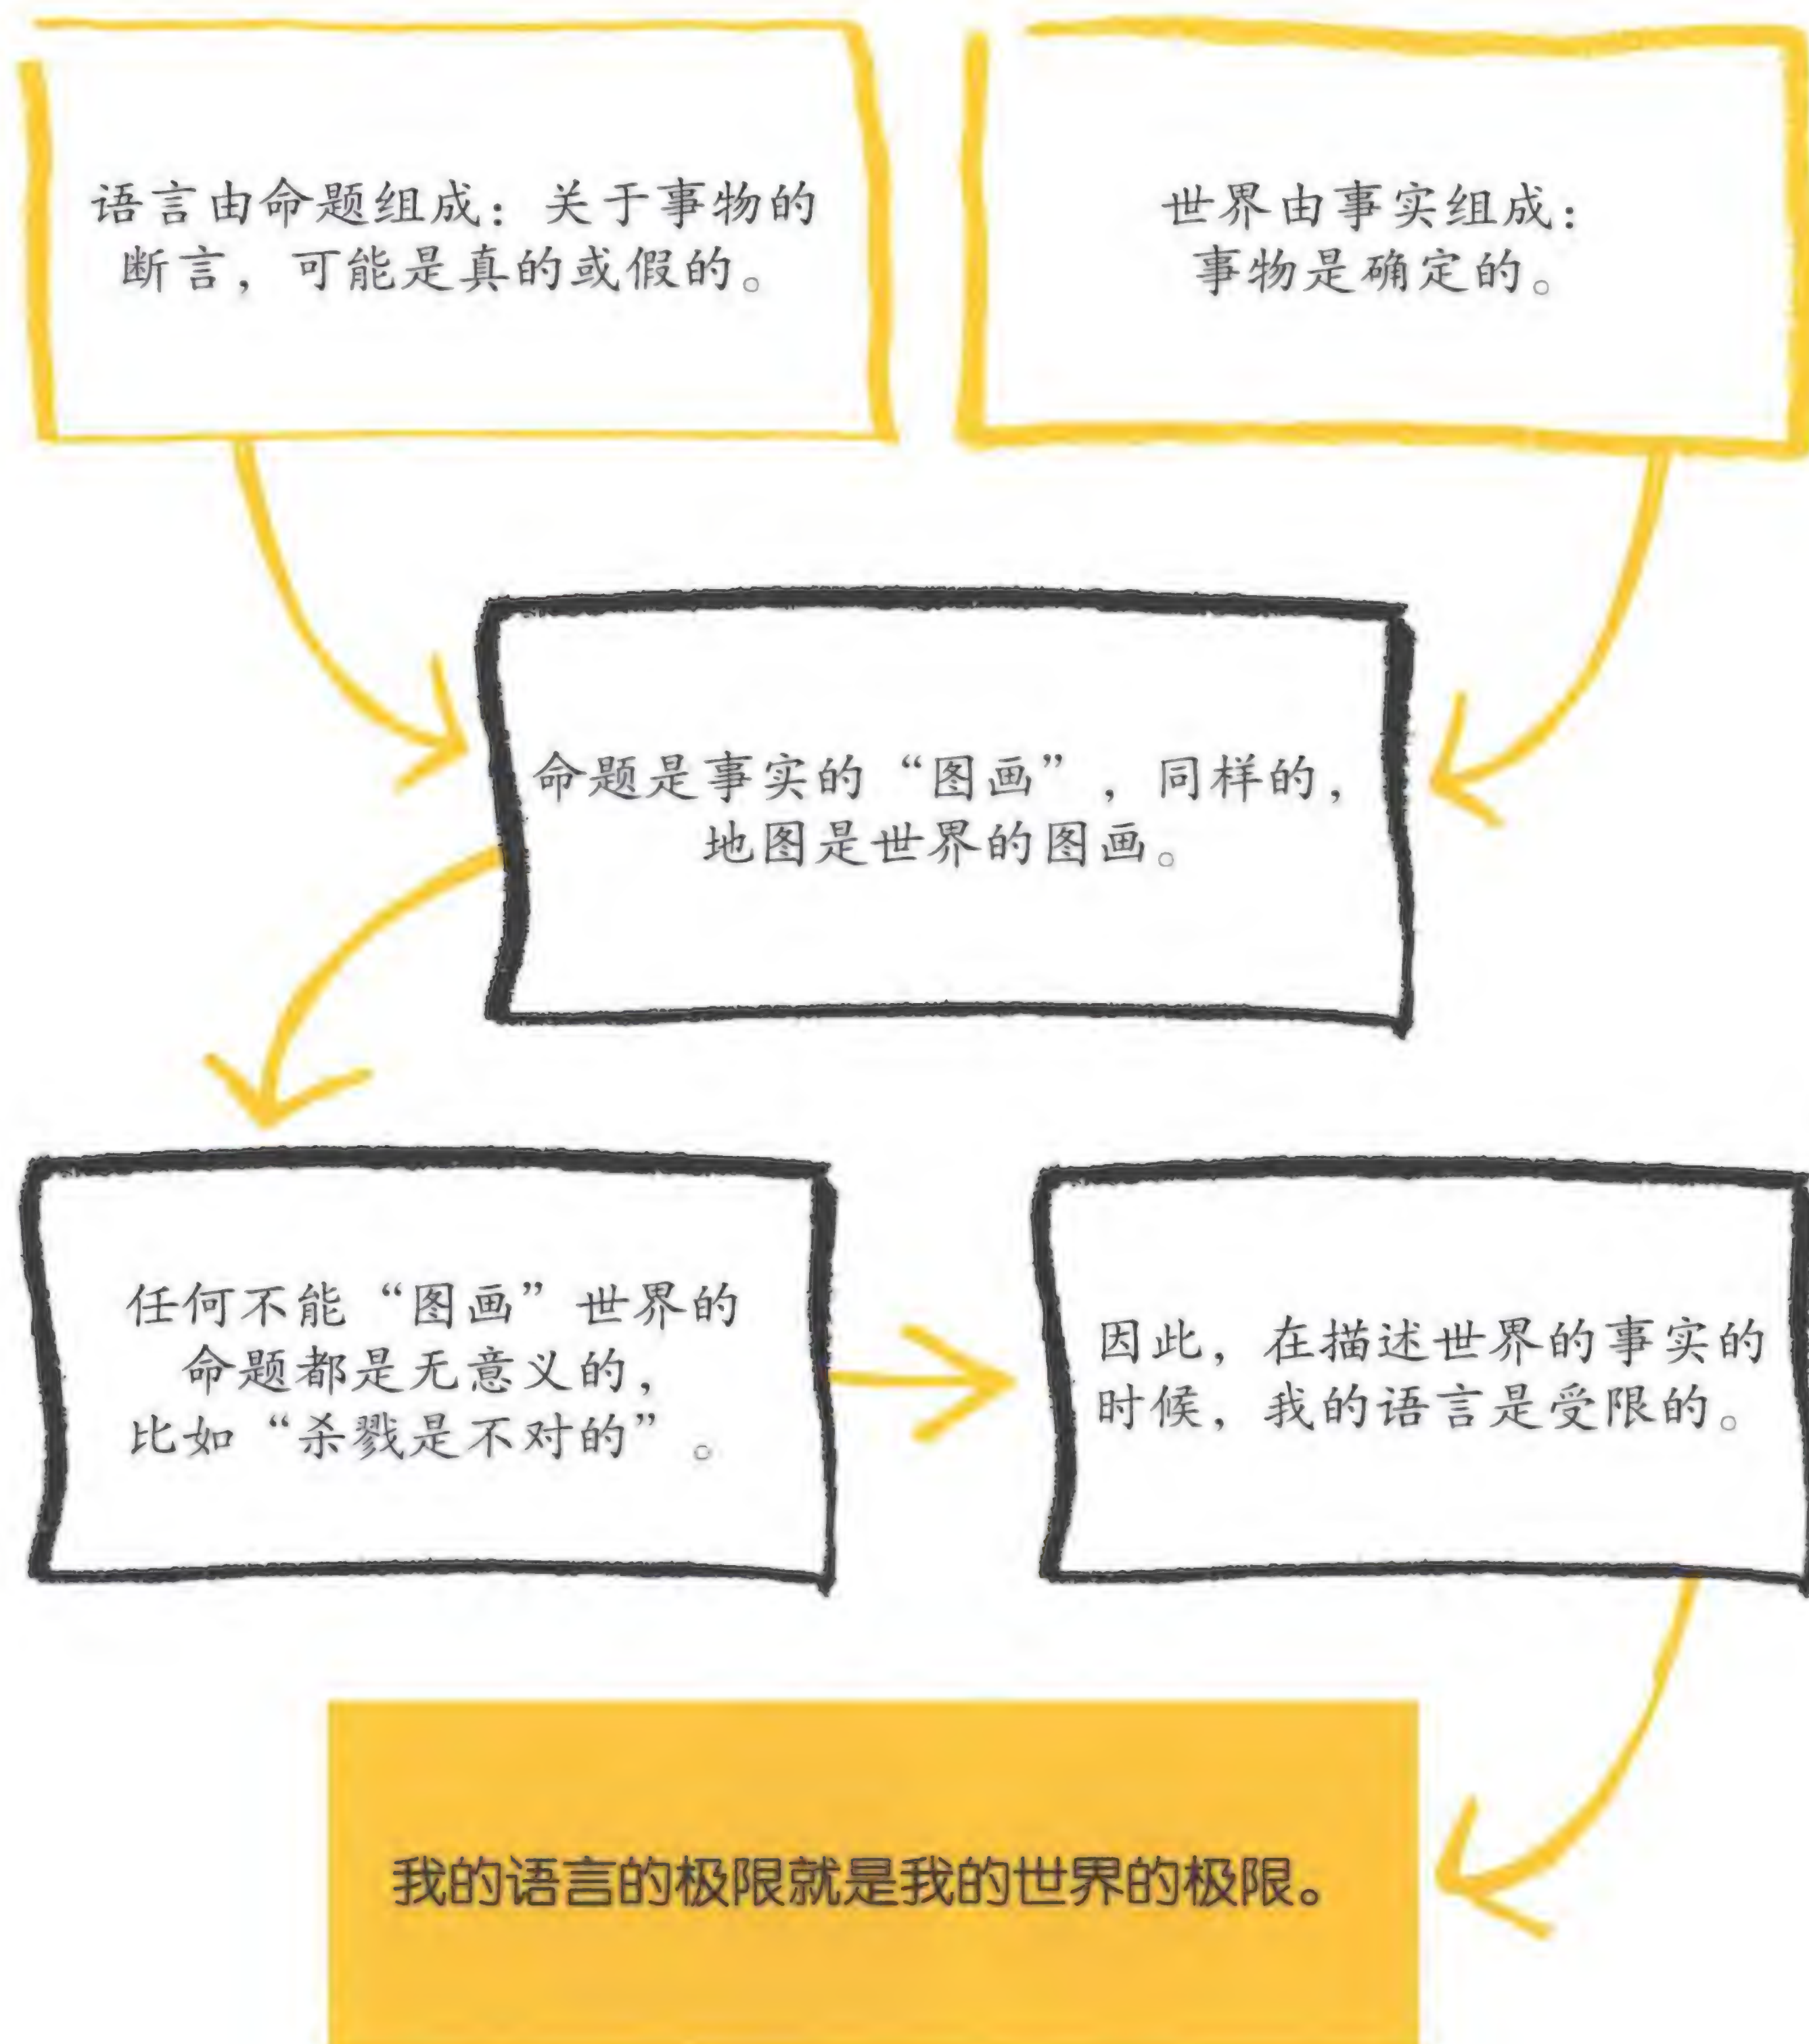 语言由命题组成：关于事物的
断言，可能是真的或假的。
世界由事实组成：
事物是确定的。
命题是事实的“图画”，同样的，
地图是世界的图画。
任何不能“图画”世界的
命题都是无意义的，
比如“杀戮是不对的”。
因此，在描述世界的事实的
时候，我的语言是受限的。
我的语言的极限就是我的世界的极限。